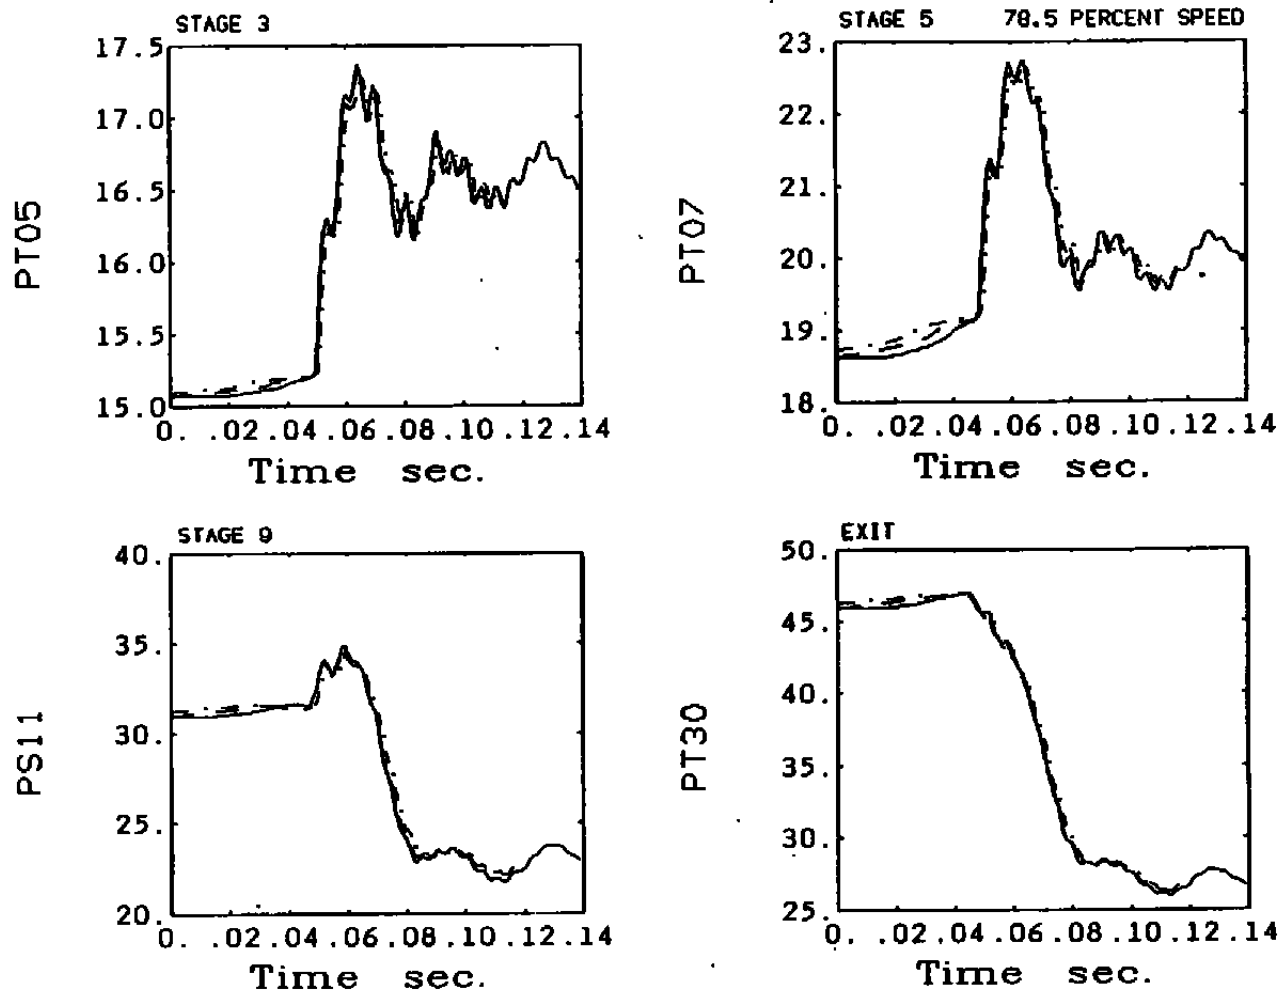 STAGE 3
17.5
17.0
16.5
16.0
15.5
15.0
0. .02 .04 .06 .08 .10 .12 .14
Time sec.
PT05
STAGE 5 78.5 PERCENT SPEED
23.
22.
21.
20.
19.
18.
0. .02 .04 .06 .08 .10 .12 .14
Time sec.
PT07
STAGE 9
40.
35.
30.
25.
20.
0. .02 .04 .06 .08 .10 .12 .14
Time sec.
PS11
EXIT
50.
45.
40.
35.
30.
25.
0. .02 .04 .06 .08 .10 .12 .14
Time sec.
PT30